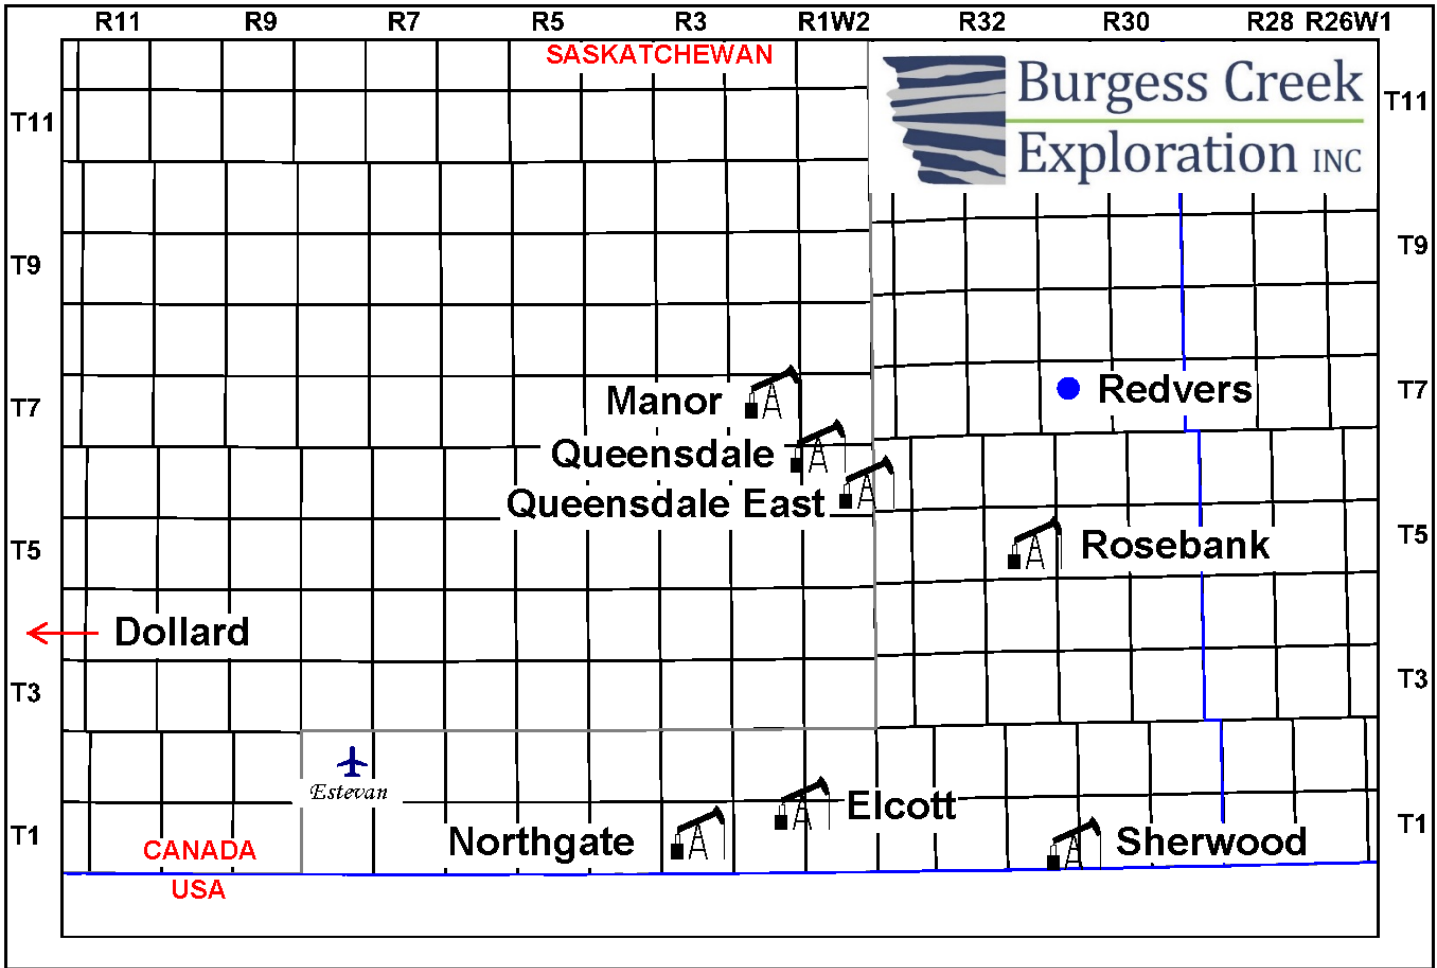 R11 R9 R7 R5 R3 R1W2 R32 R30 R28 R26W1
SASKATCHEWAN
Burgess Creek
Exploration INC
T11 T11
T9 T9
T7 Manor Redvers T7
Queensdale
Queensdale East
T5 Rosebank T5
Dollard
T3 T3
Estevan
Elcott
T1 Northgate Sherwood T1
CANADA
USA